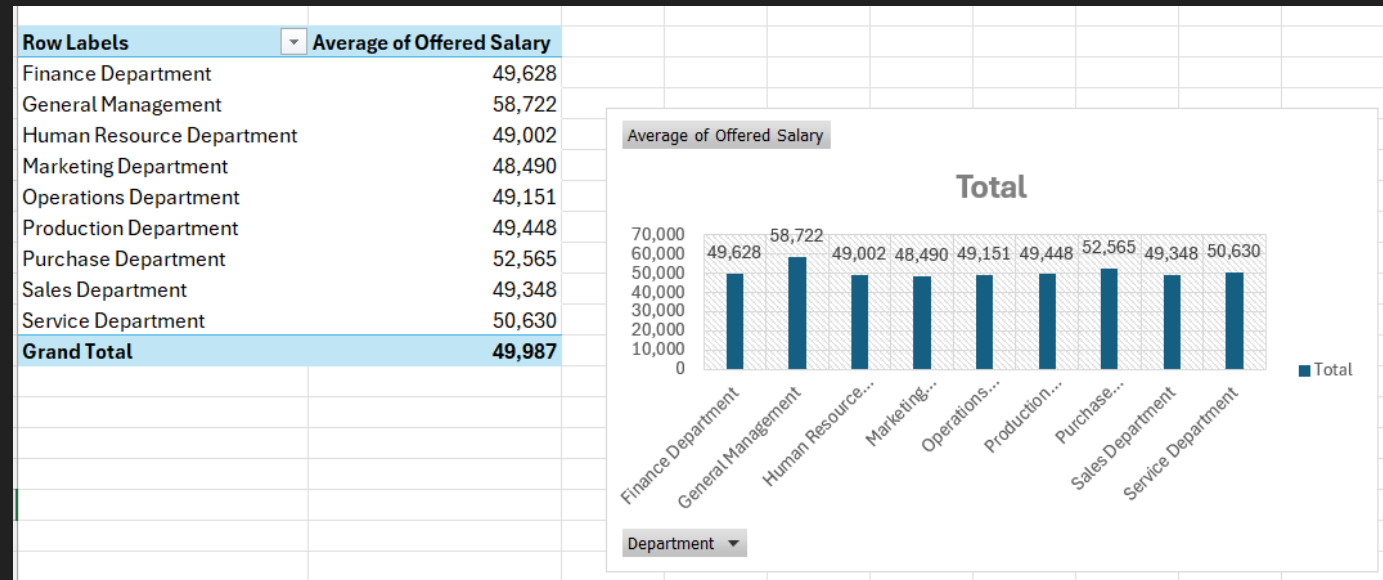 Row Labels Average of Offered Salary
Finance Department 49,628
General Management 58,722
Human Resource Department 49,002
Marketing Department 48,490
Operations Department 49,151
Production Department 49,448
Purchase Department 52,565
Sales Department 49,348
Service Department 50,630
Grand Total 49,987
Average of Offered Salary
Total
70,000
60,000
50,000
40,000
30,000
20,000
10,000
0
49,628 58,722 49,002 48,490 49,151 49,448 52,565 49,348 50,630
Finance Department
General Management
Human Resource...
Marketing...
Operations...
Production...
Purchase...
Sales Department
Service Department
Total
Department